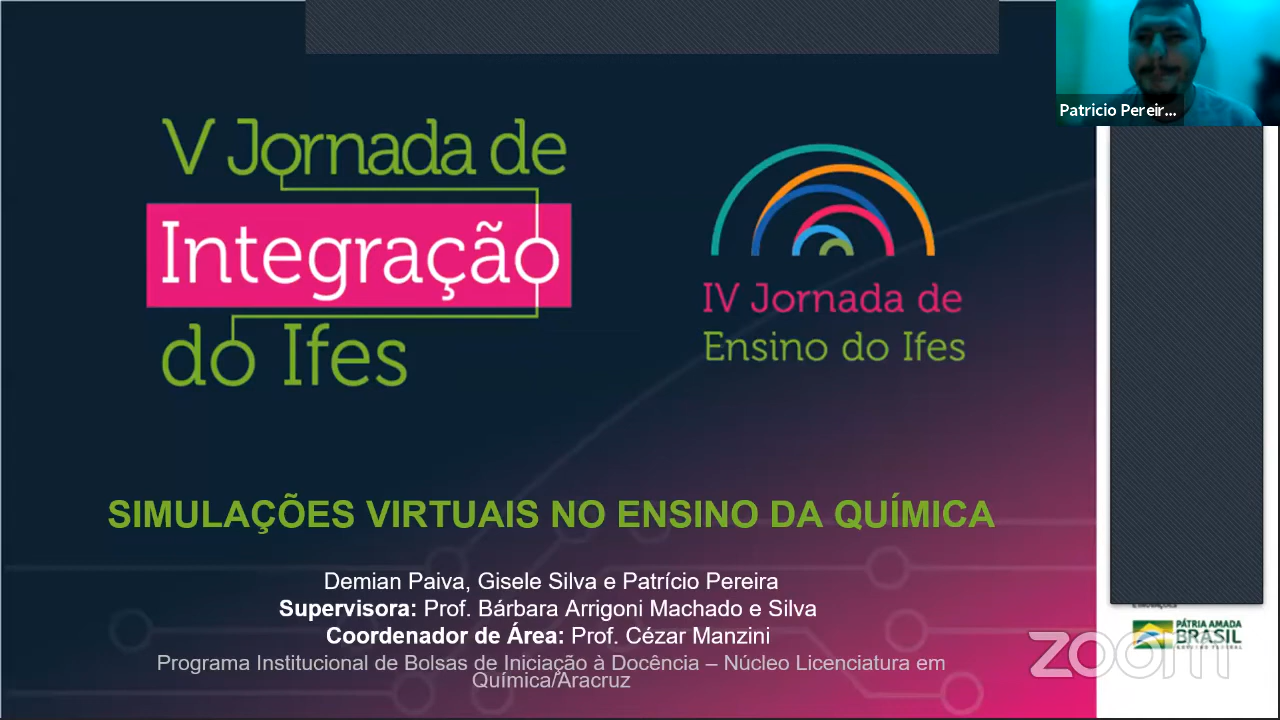 V Jornada de
Integração
do Ifes
IV Jornada de
Ensino do Ifes
Patricio Pereir...
SIMULAÇÕES VIRTUAIS NO ENSINO DA QUÍMICA
Demian Paiva, Gisele Silva e Patrício Pereira
Supervisora: Prof. Bárbara Arrigoni Machado e Silva
Coordenador de Área: Prof. Cézar Manzini
Programa Institucional de Bolsas de Iniciação à Docência – Núcleo Licenciatura em
Química/Aracruz
PÁTRIA AMADA
BRASIL
GOVERNO FEDERAL
zoom